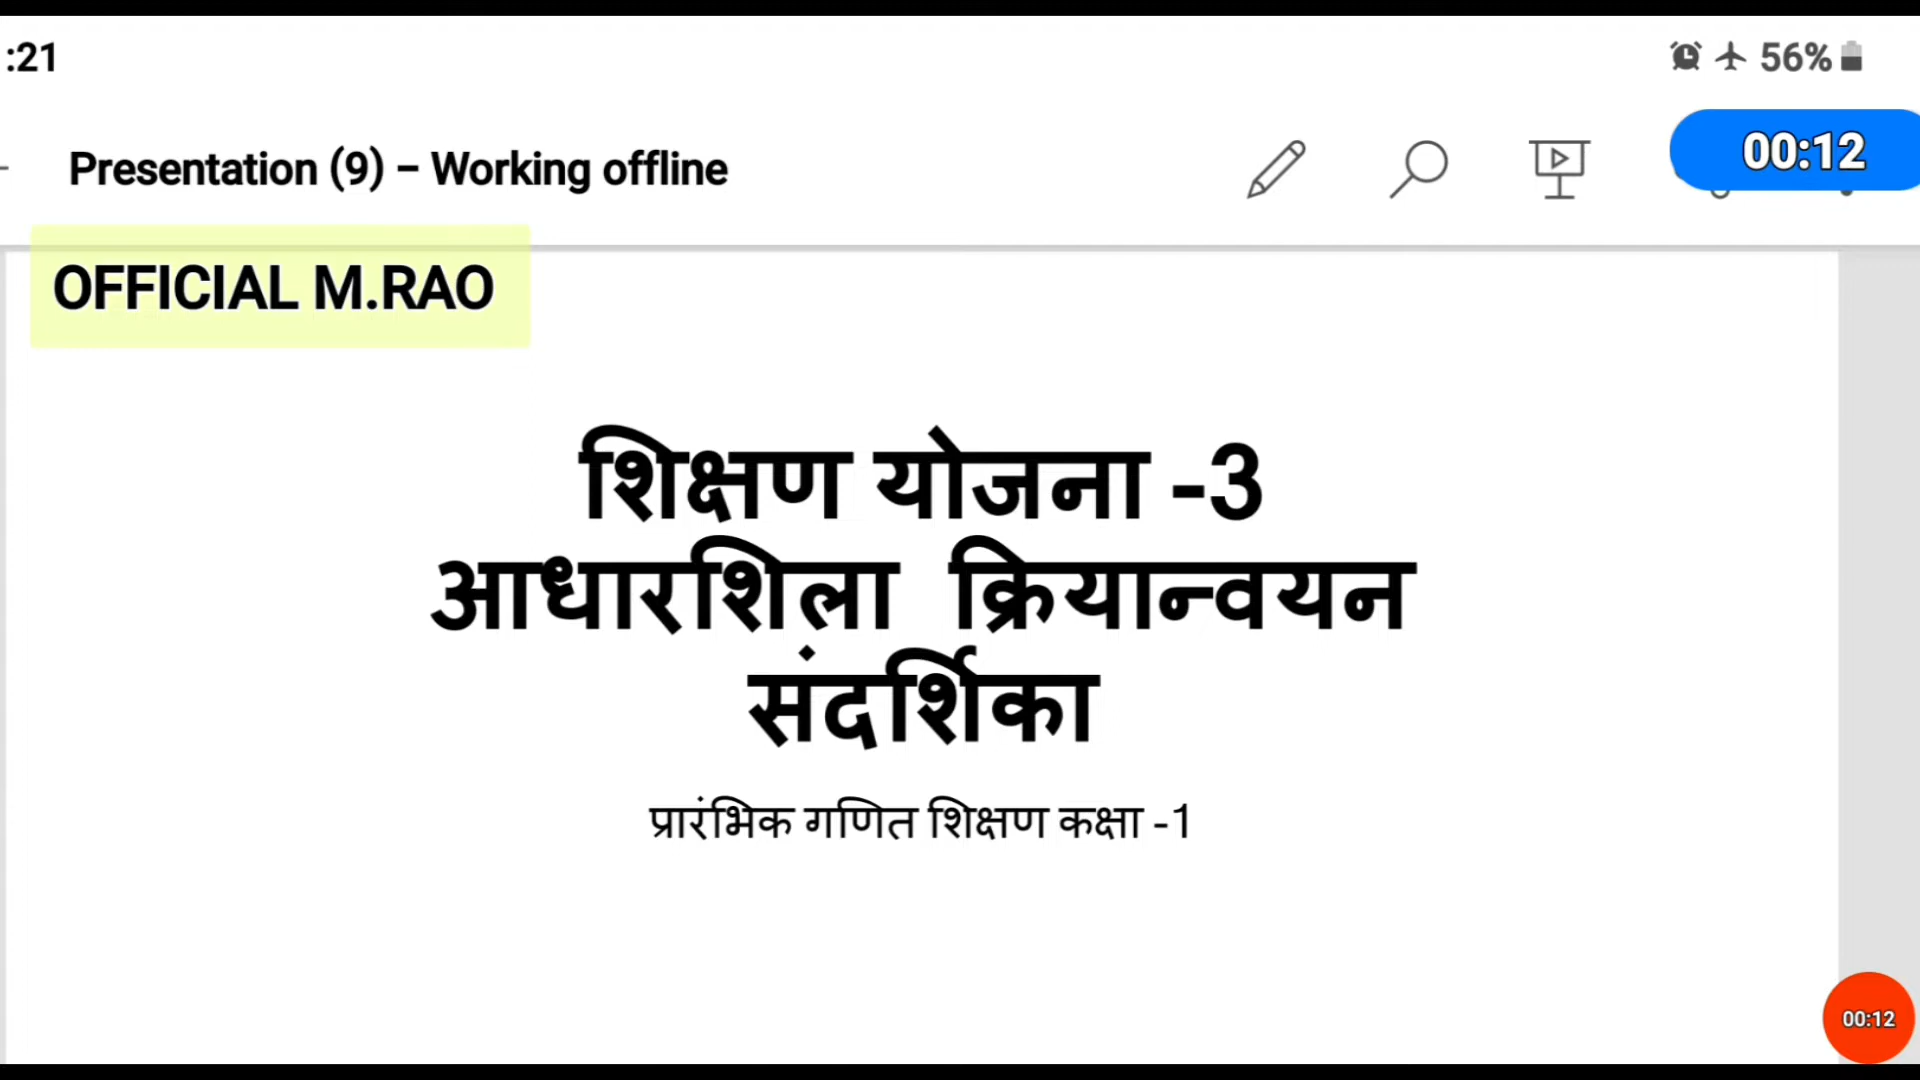 :21
56%
00:12
Presentation (9) – Working offline
OFFICIAL M.RAO
शिक्षण योजना -3
आधारशिला क्रियान्वयन
संदर्शिका
प्रारंभिक गणित शिक्षण कक्षा -1
00:12